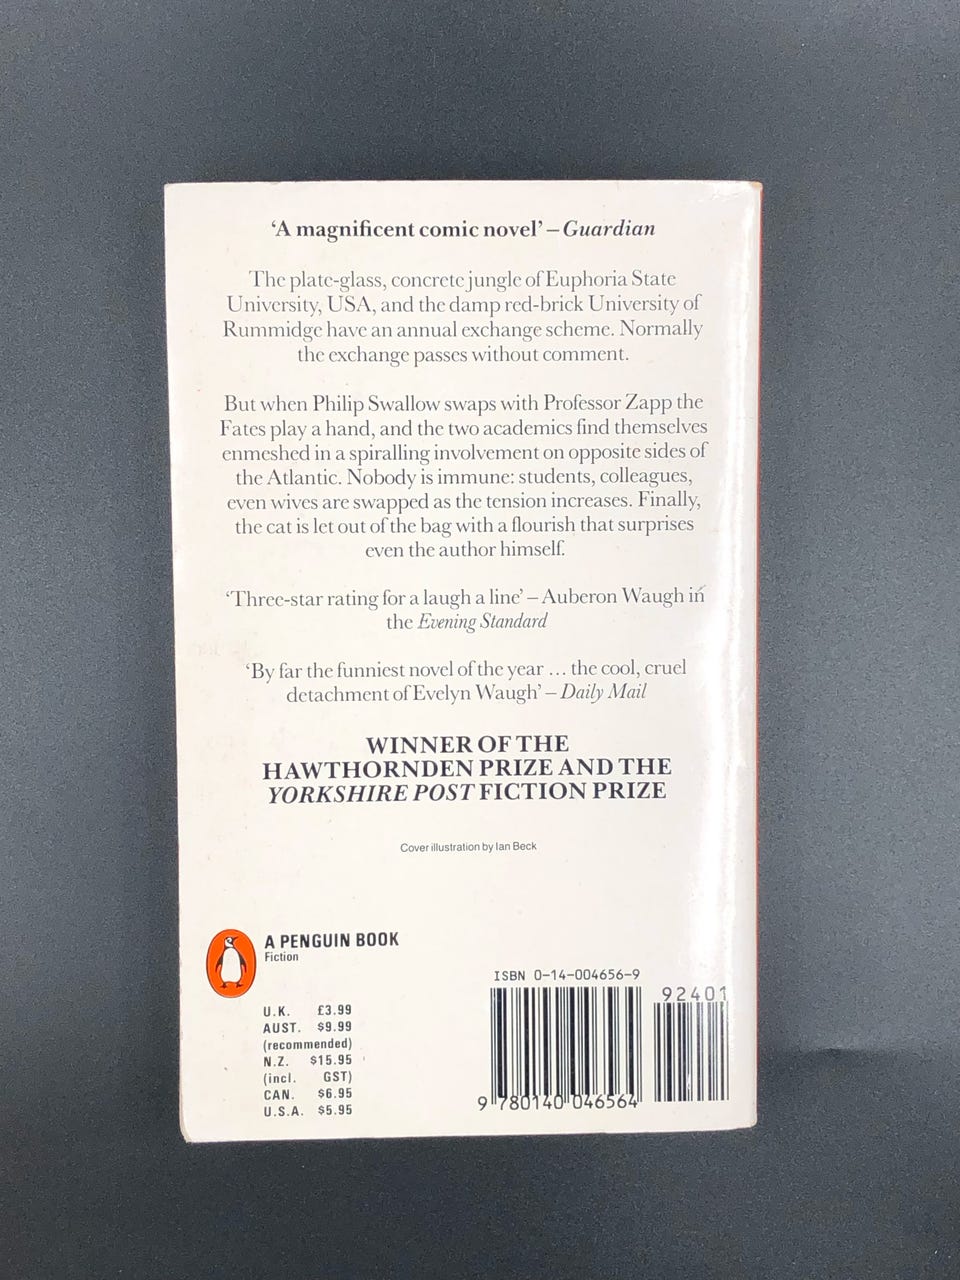 ‘A magnificent comic novel’ – Guardian
The plate-glass, concrete jungle of Euphoria State
University, USA, and the damp red-brick University of
Rummidge have an annual exchange scheme. Normally
the exchange passes without comment.
But when Philip Swallow swaps with Professor Zapp the
Fates play a hand, and the two academics find themselves
enmeshed in a spiralling involvement on opposite sides of
the Atlantic. Nobody is immune: students, colleagues,
even wives are swapped as the tension increases. Finally,
the cat is let out of the bag with a flourish that surprises
even the author himself.
‘Three-star rating for a laugh a line’ – Auberon Waugh in
the Evening Standard
‘By far the funniest novel of the year ... the cool, cruel
detachment of Evelyn Waugh’ – Daily Mail
WINNER OF THE
HAWTHORNDEN PRIZE AND THE
YORKSHIRE POST FICTION PRIZE
Cover illustration by Ian Beck
A PENGUIN BOOK
Fiction
U.K. £3.99
AUST. $9.99
(recommended)
N.Z. $15.95
(incl. GST)
CAN. $6.95
U.S.A. $5.95
ISBN 0-14-004656-9
92401
9 780140 046564